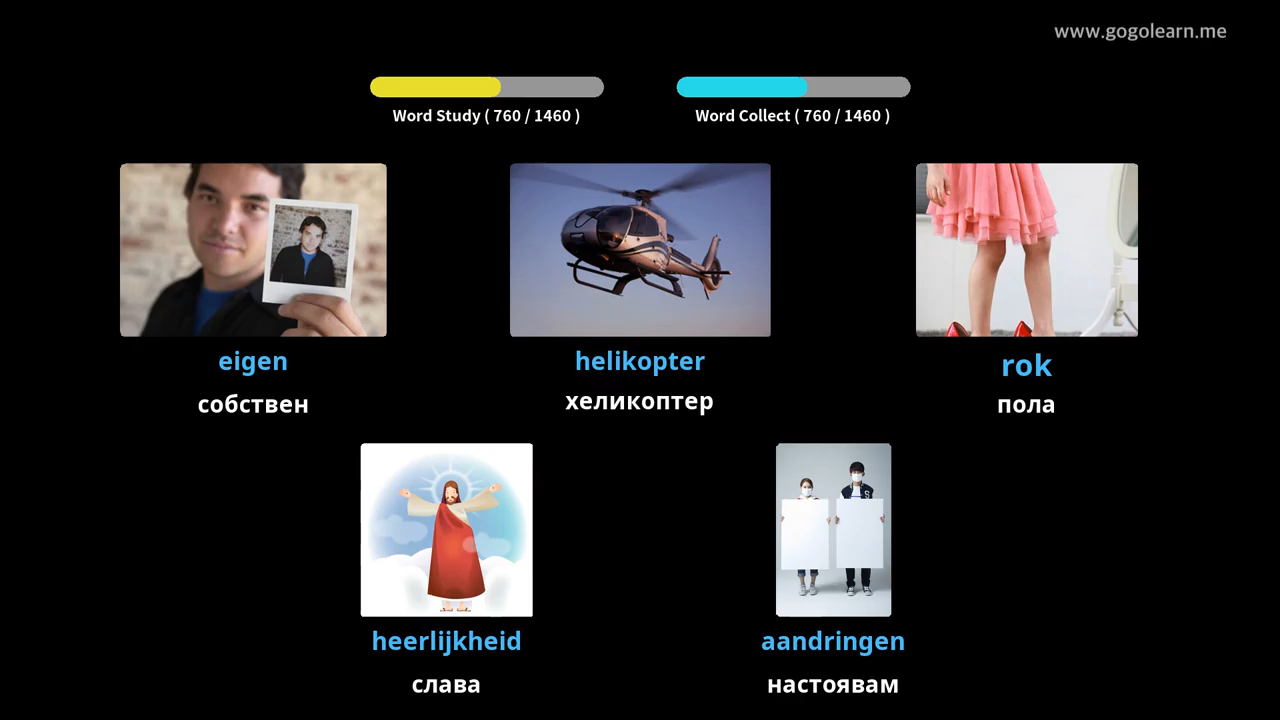 www.gogolearn.me
Word Study ( 760 / 1460 )
Word Collect ( 760 / 1460 )
eigen
собствен
helikopter
хеликоптер
rok
пола
heerlijkheid
слава
aandringen
настоявам